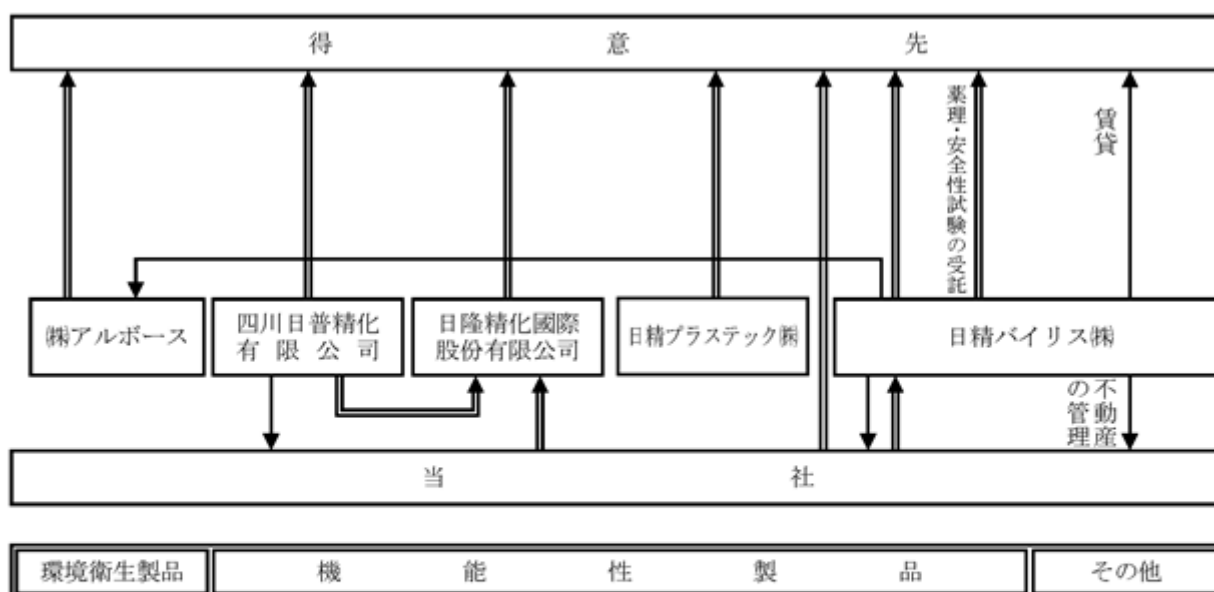 得意先
薬理・安全性試験の受託
賃貸
㈱アルボース
四川日普精化
有限公司
日隆精化國際
股份有限公司
日精プラステック㈱
日精バイリス㈱
不動産
の管理
当社
環境衛生製品
機能性製品
その他